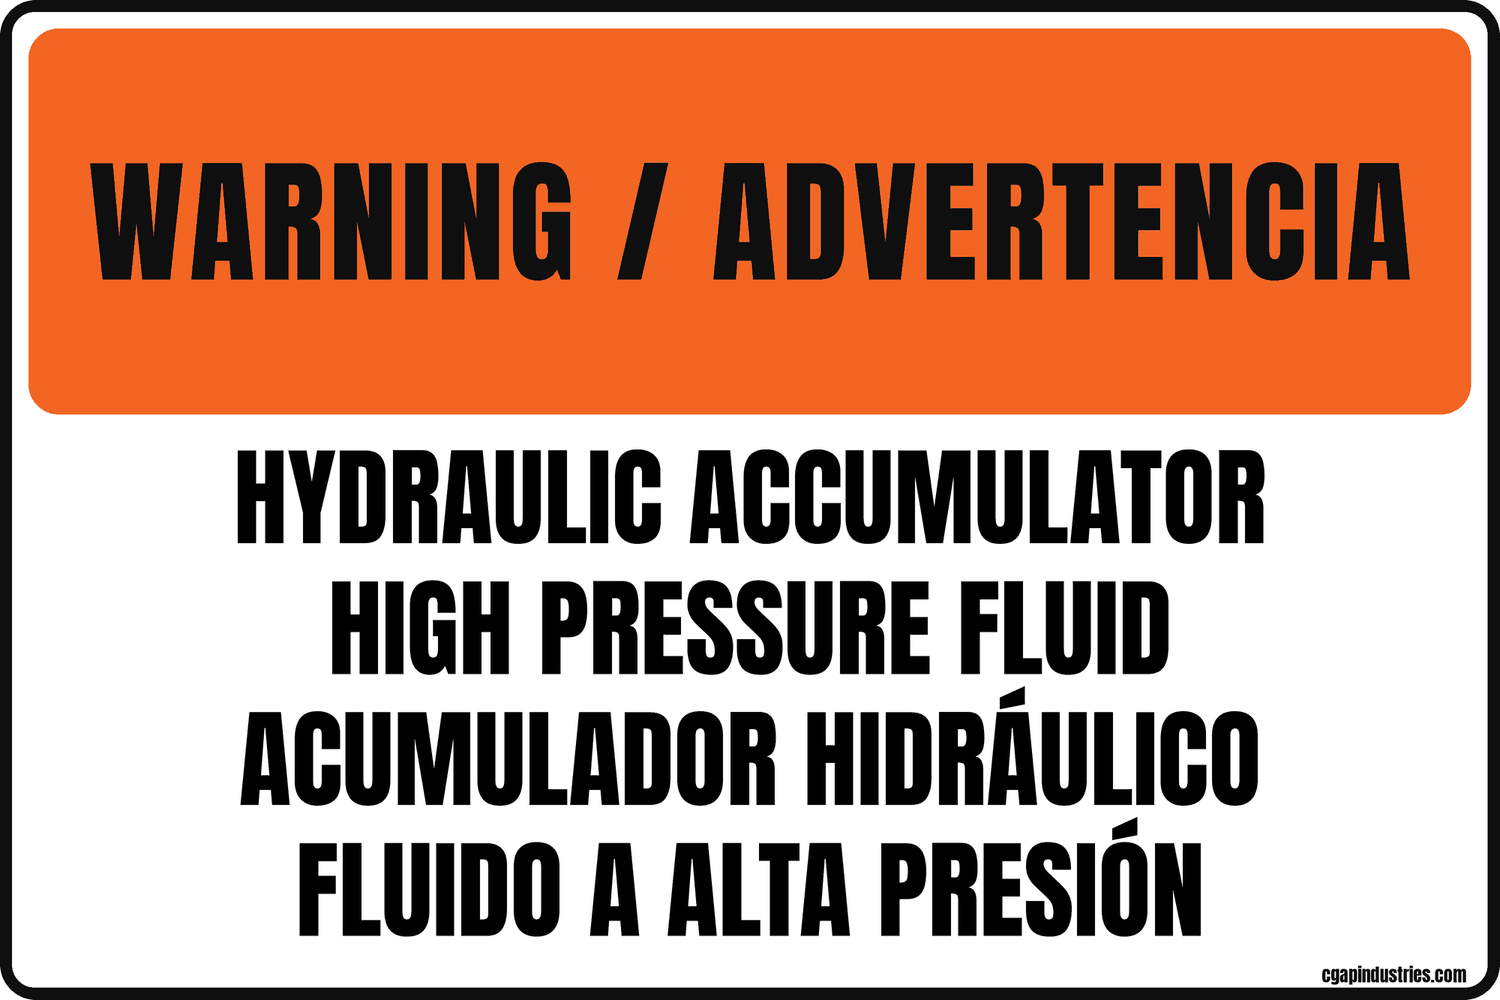 WARNING / ADVERTENCIA
HYDRAULIC ACCUMULATOR
HIGH PRESSURE FLUID
ACUMULADOR HIDRÁULICO
FLUIDO A ALTA PRESIÓN
cgapindustries.com